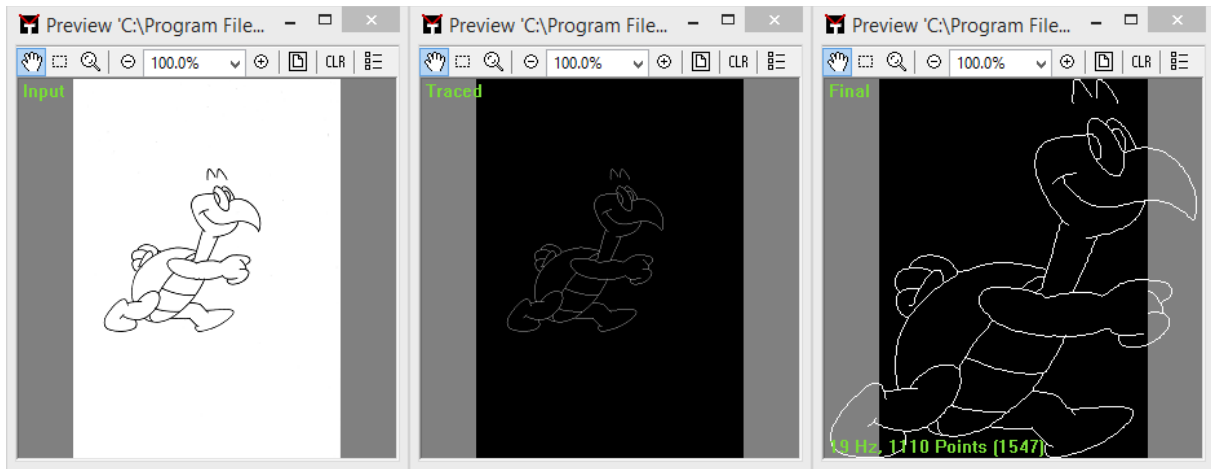 Preview 'C:\Program File...
100.0%
CLR
Input
Preview 'C:\Program File...
100.0%
CLR
Traced
Preview 'C:\Program File...
100.0%
CLR
Final
19 Hz, 1110 Points (1547)